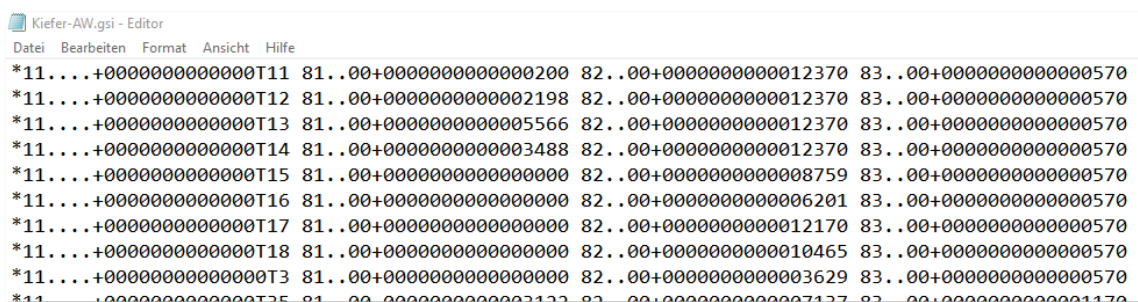 Kiefer-AW.gsi - Editor
Datei Bearbeiten Format Ansicht Hilfe
*11....+0000000000000T11 81..00+0000000000000200 82..00+0000000000012370 83..00+0000000000000570
*11....+0000000000000T12 81..00+0000000000002198 82..00+0000000000012370 83..00+0000000000000570
*11....+0000000000000T13 81..00+0000000000005566 82..00+0000000000012370 83..00+0000000000000570
*11....+0000000000000T14 81..00+0000000000003488 82..00+0000000000012370 83..00+0000000000000570
*11....+0000000000000T15 81..00+0000000000000000 82..00+0000000000008759 83..00+0000000000000570
*11....+0000000000000T16 81..00+0000000000000000 82..00+0000000000006201 83..00+0000000000000570
*11....+0000000000000T17 81..00+0000000000000000 82..00+0000000000012170 83..00+0000000000000570
*11....+0000000000000T18 81..00+0000000000000000 82..00+0000000000010465 83..00+0000000000000570
*11....+00000000000000T3 81..00+0000000000000000 82..00+0000000000003629 83..00+0000000000000570